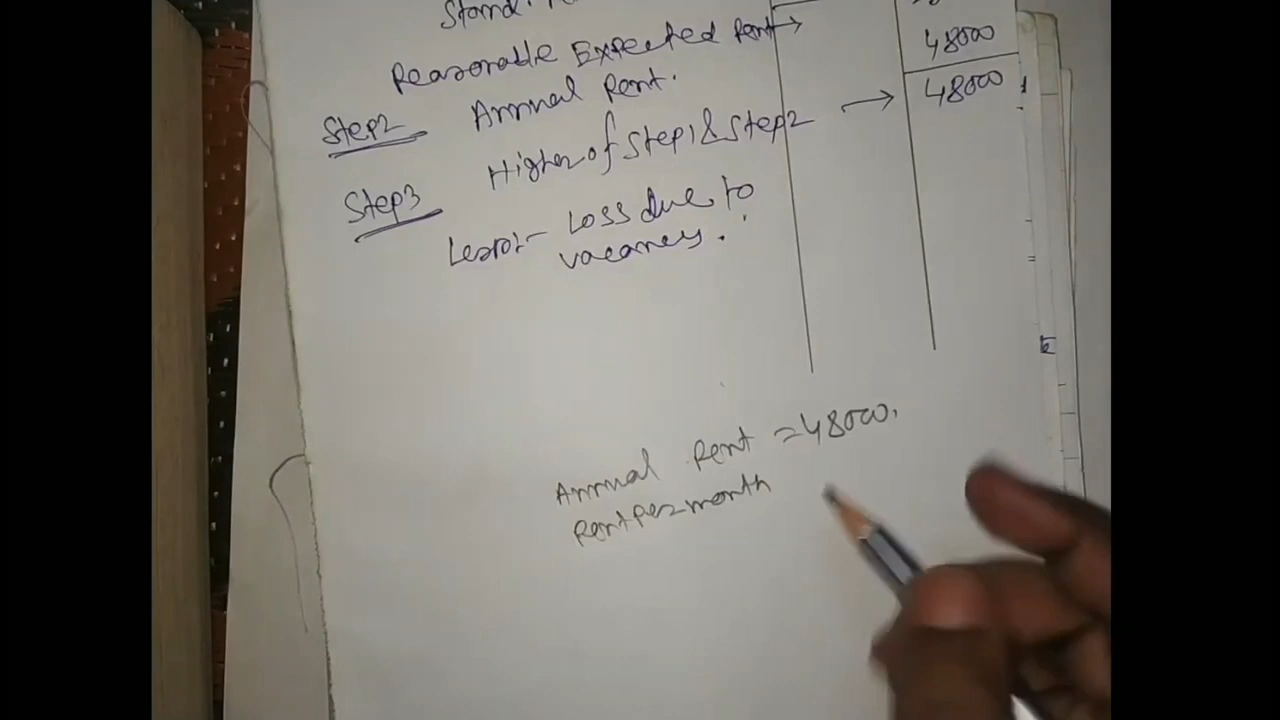 Stand.
Reasonable Expected Rent →
48000
Step2 Annual Rent.
48000
Higher of Step1 & Step2 →
Step3
Less:- Loss due to
vacancy.
Annual Rent = 48000.
Rent Per month